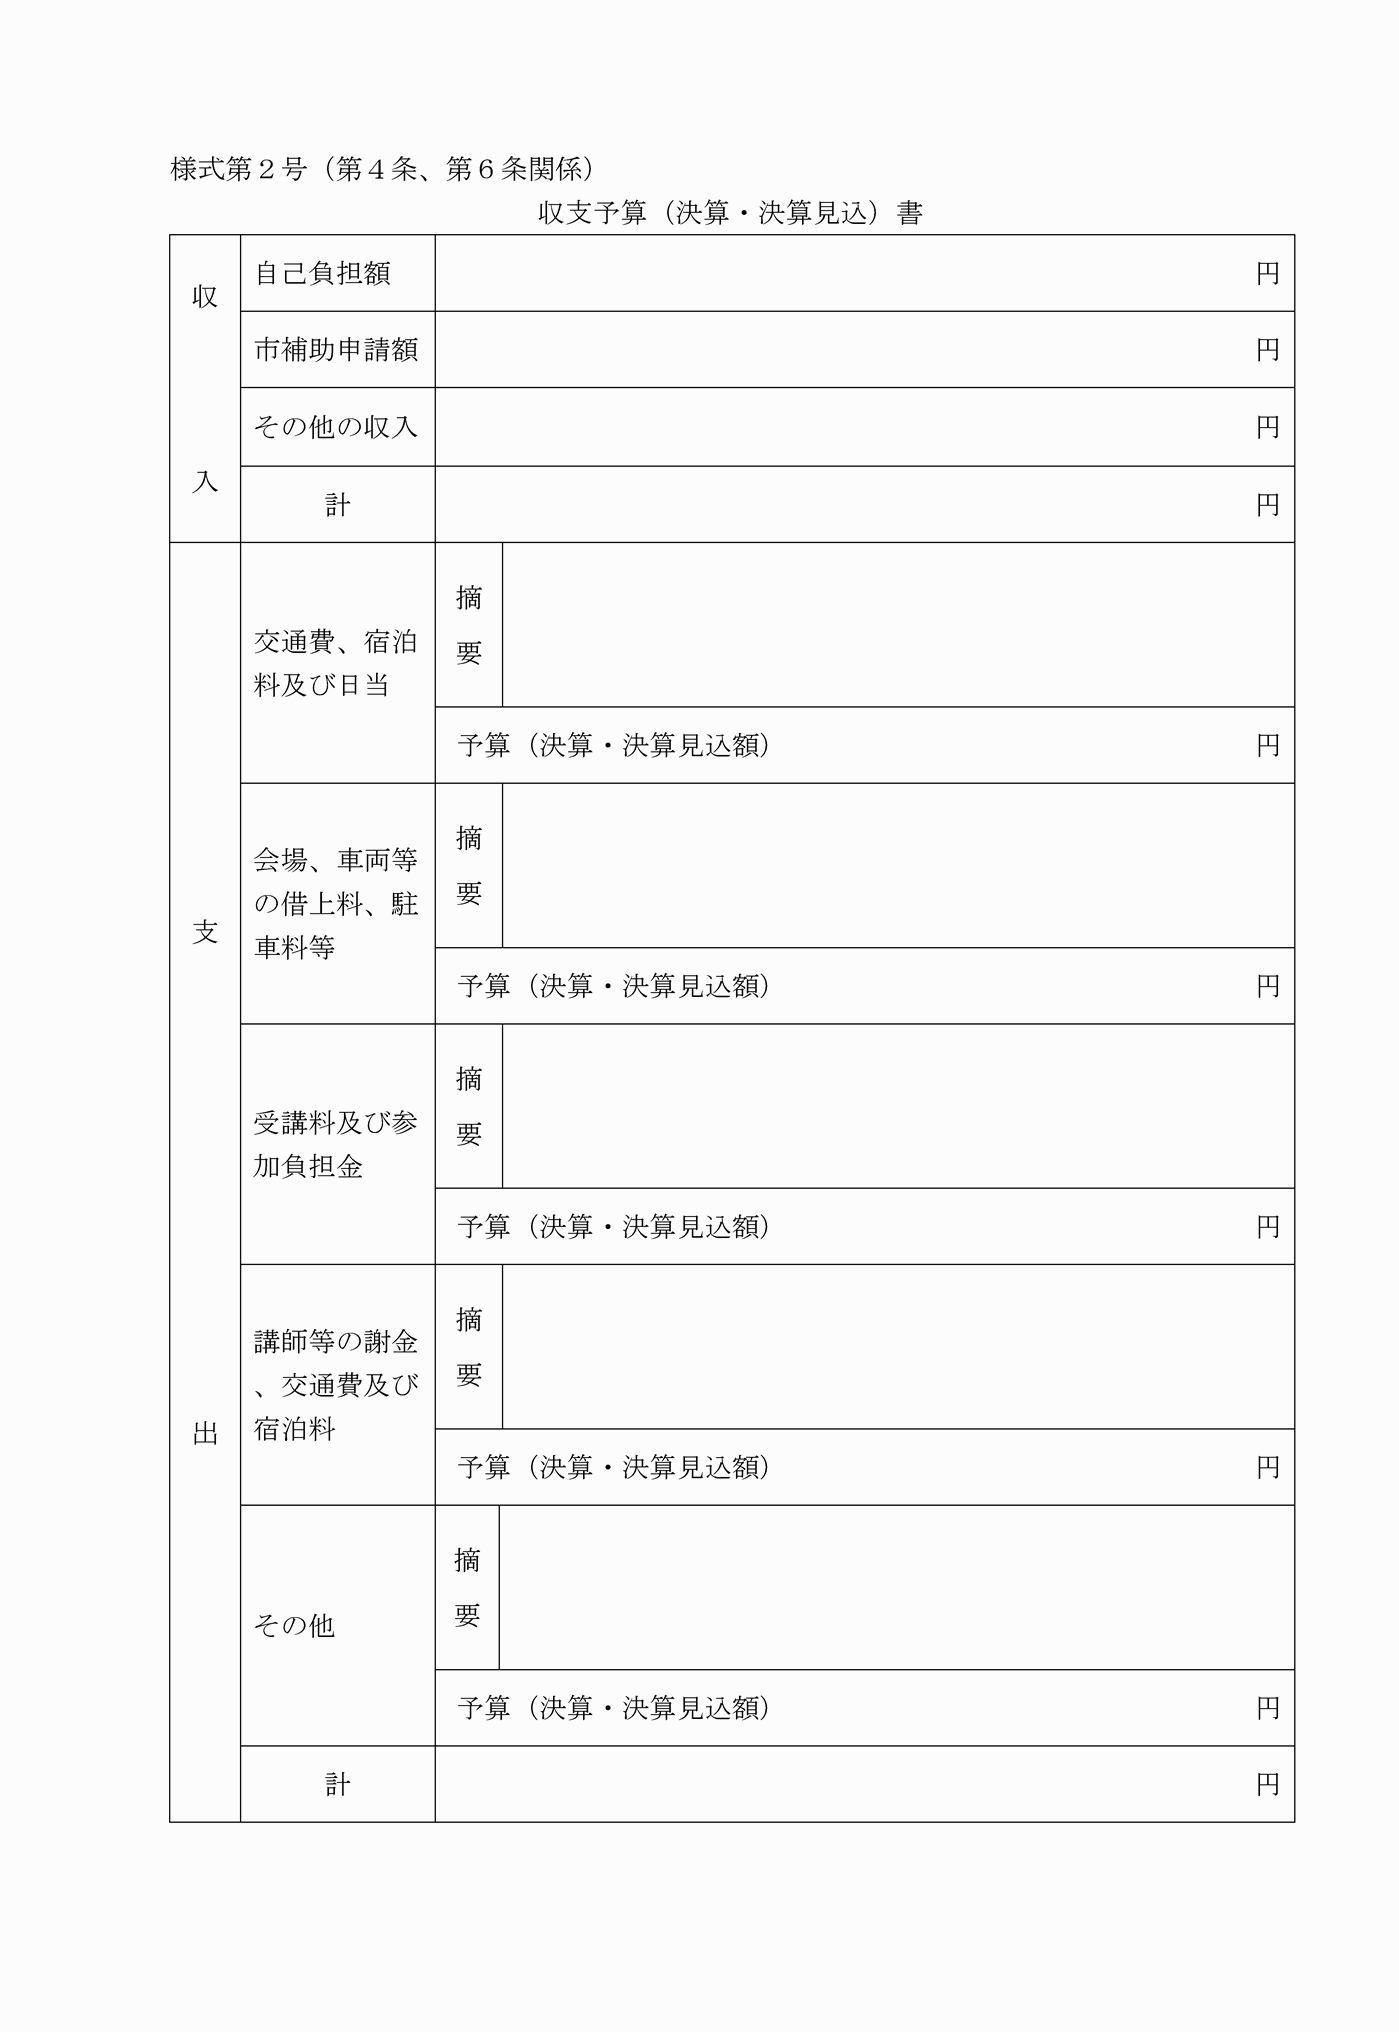 様式第２号（第４条、第６条関係）
収支予算（決算・決算見込）書
収入
自己負担額 円
市補助申請額 円
その他の収入 円
計 円
支出
交通費、宿泊
料及び日当
摘要
予算（決算・決算見込額） 円
会場、車両等
の借上料、駐
車料等
摘要
予算（決算・決算見込額） 円
受講料及び参
加負担金
摘要
予算（決算・決算見込額） 円
講師等の謝金
、交通費及び
宿泊料
摘要
予算（決算・決算見込額） 円
その他
摘要
予算（決算・決算見込額） 円
計 円